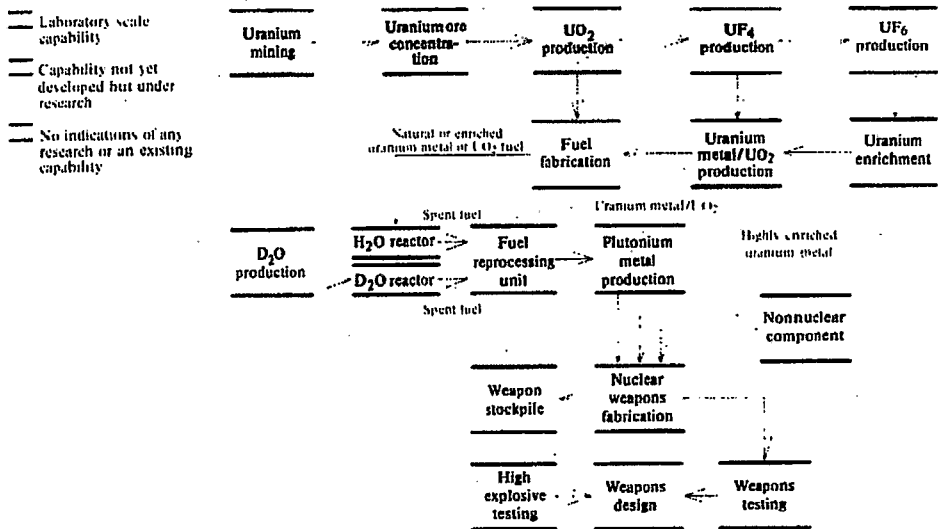 Laboratory scale
capability
Capability not yet
developed but under
research
No indications of any
research or an existing
capability
Uranium
mining
Uranium ore
concentra-
tion
UO2
production
UF4
production
UF6
production
Natural or enriched
uranium metal or UO2 fuel
Fuel
fabrication
Uranium
metal/UO2
production
Uranium
enrichment
Uranium metal/UO2
Spent fuel
D2O
production
H2O reactor
D2O reactor
Fuel
reprocessing
unit
Plutonium
metal
production
Highly enriched
uranium metal
Spent fuel
Nonnuclear
component
Weapon
stockpile
Nuclear
weapons
fabrication
High
explosive
testing
Weapons
design
Weapons
testing